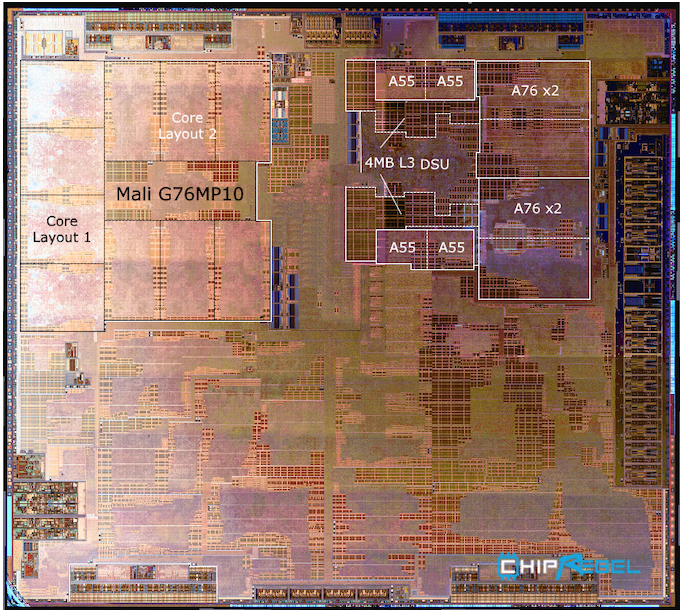 A55 A55
A76 x2
Core
Layout 2
4MB L3 DSU
Mali G76MP10
A76 x2
Core
Layout 1
A55 A55
CHIPREBEL